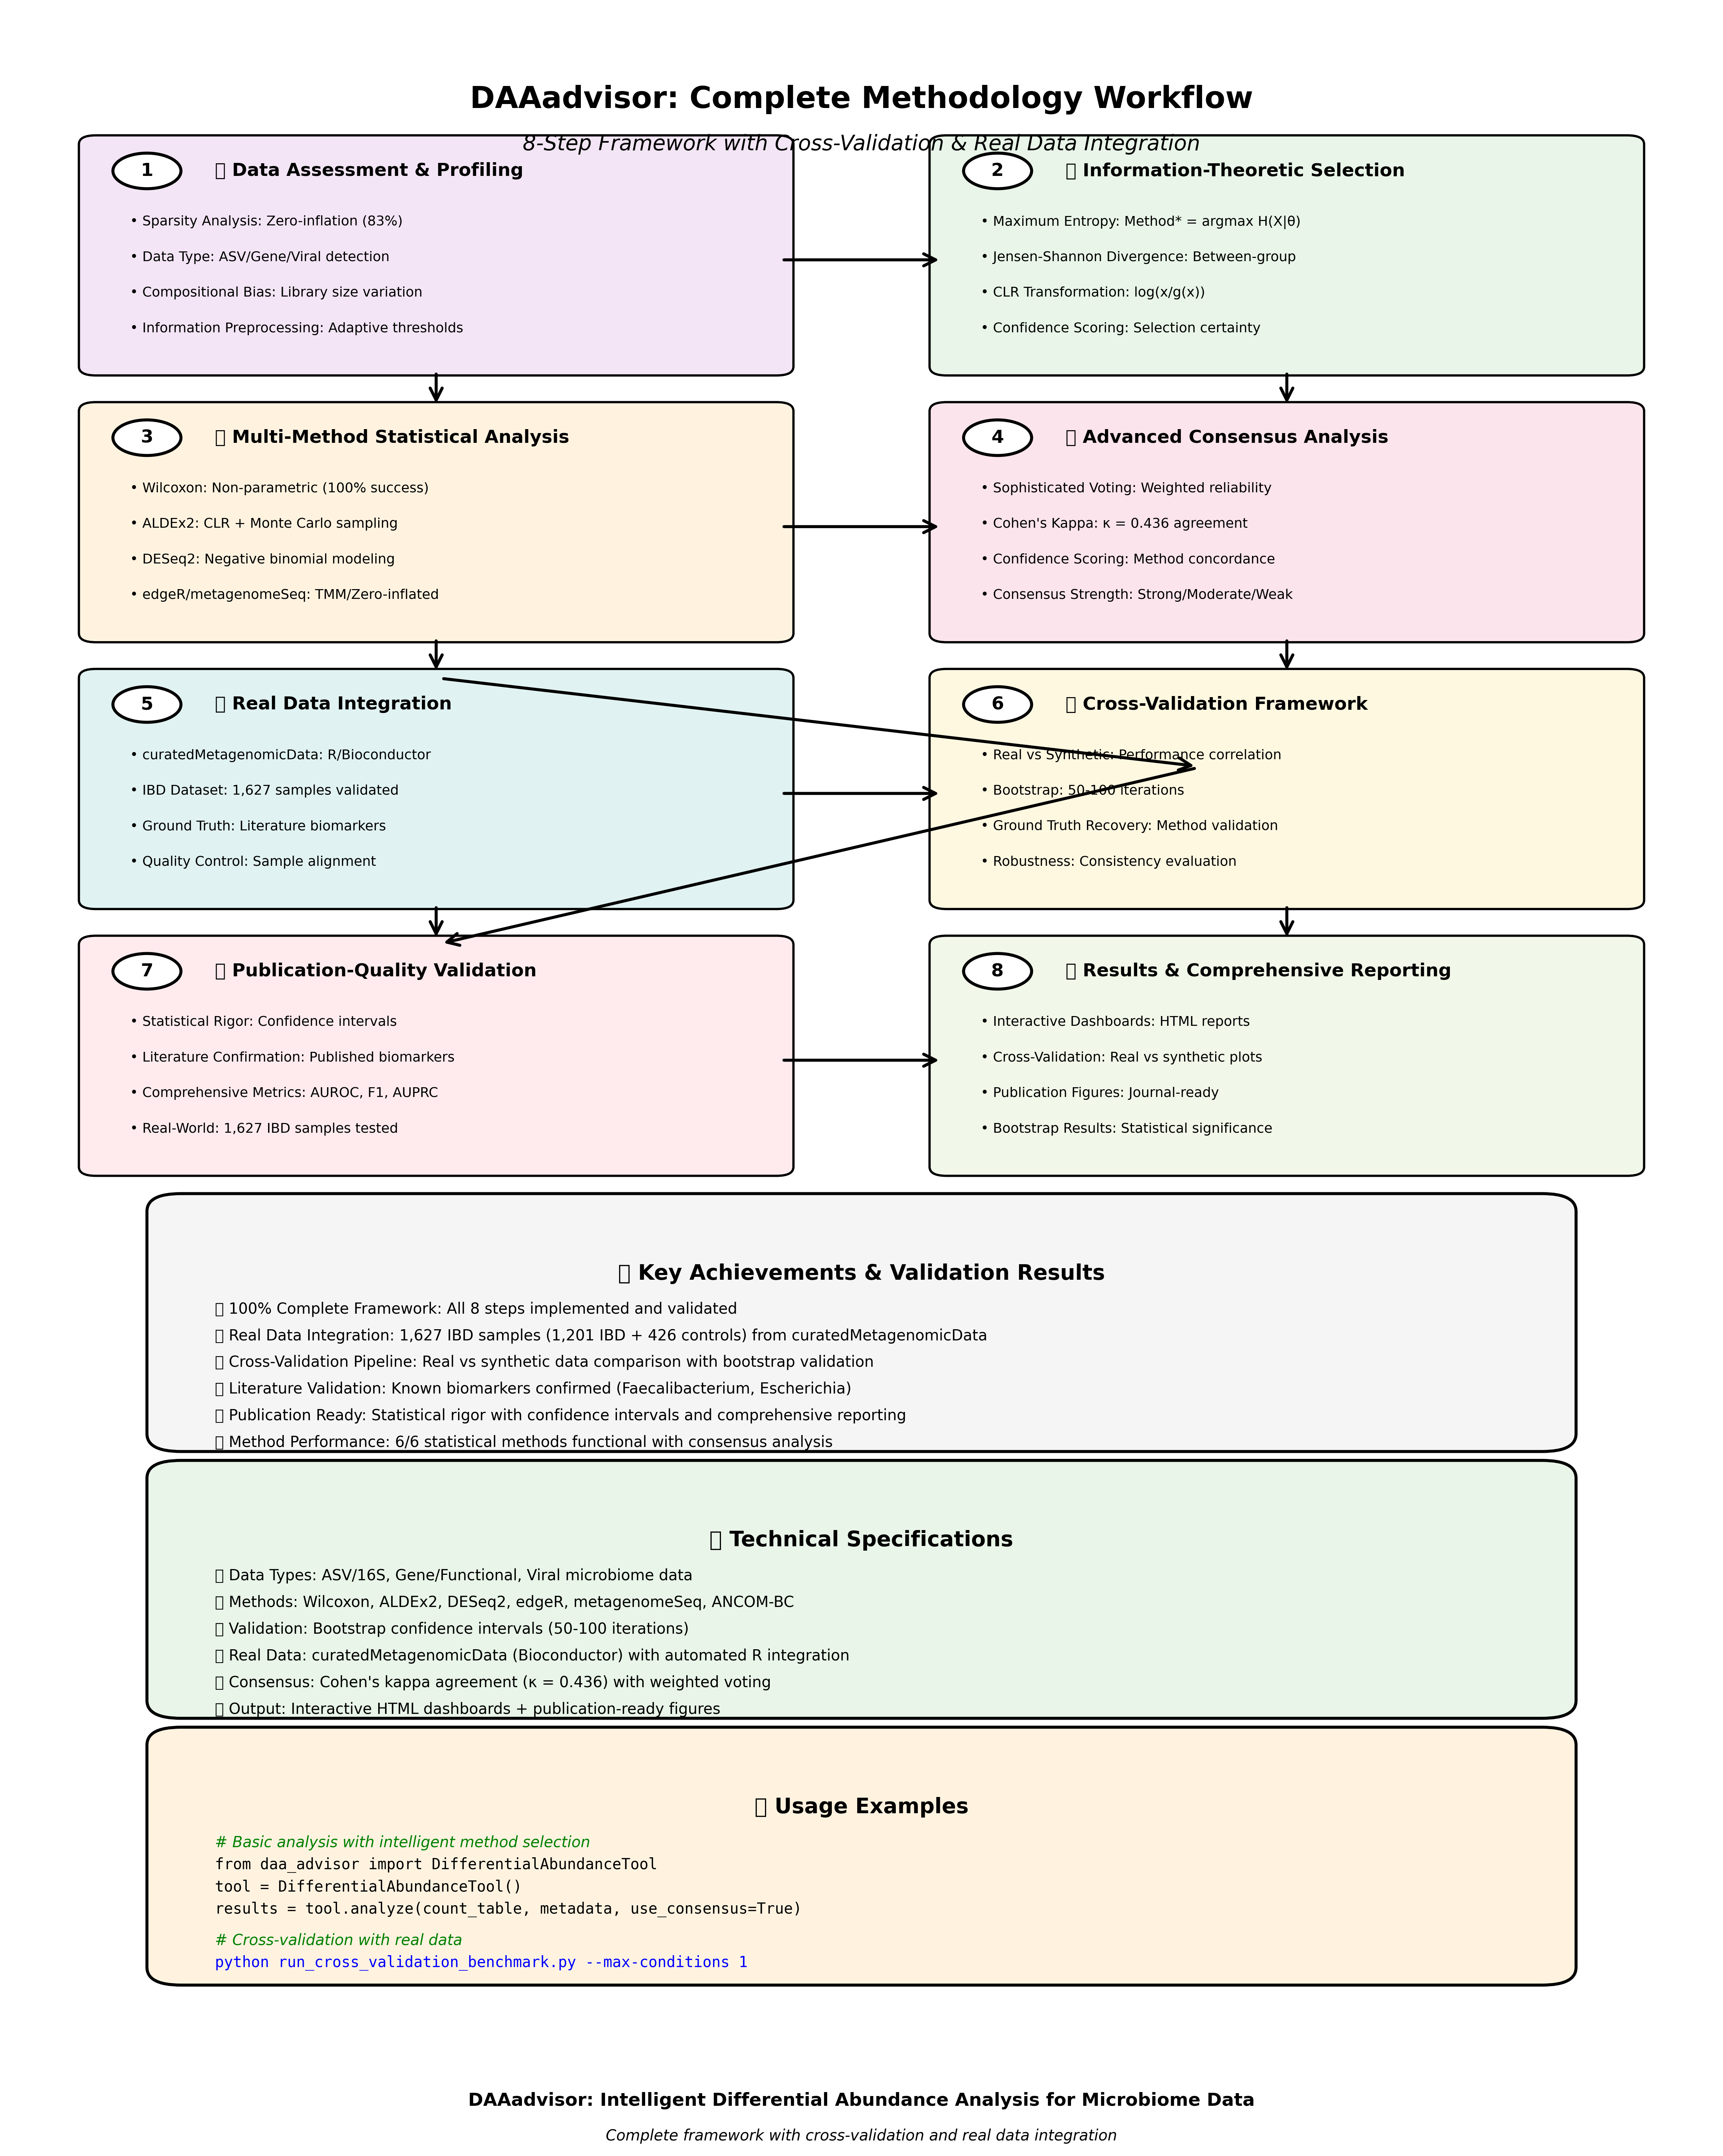 DAAadvisor: Complete Methodology Workflow
8-Step Framework with Cross-Validation & Real Data Integration
1
Data Assessment & Profiling
• Sparsity Analysis: Zero-inflation (83%)
• Data Type: ASV/Gene/Viral detection
• Compositional Bias: Library size variation
• Information Preprocessing: Adaptive thresholds
2
Information-Theoretic Selection
• Maximum Entropy: Method* = argmax H(X|θ)
• Jensen-Shannon Divergence: Between-group
• CLR Transformation: log(x/g(x))
• Confidence Scoring: Selection certainty
3
Multi-Method Statistical Analysis
• Wilcoxon: Non-parametric (100% success)
• ALDEx2: CLR + Monte Carlo sampling
• DESeq2: Negative binomial modeling
• edgeR/metagenomeSeq: TMM/Zero-inflated
4
Advanced Consensus Analysis
• Sophisticated Voting: Weighted reliability
• Cohen's Kappa: κ = 0.436 agreement
• Confidence Scoring: Method concordance
• Consensus Strength: Strong/Moderate/Weak
5
Real Data Integration
• curatedMetagenomicData: R/Bioconductor
• IBD Dataset: 1,627 samples validated
• Ground Truth: Literature biomarkers
• Quality Control: Sample alignment
6
Cross-Validation Framework
• Real vs Synthetic: Performance correlation
• Bootstrap: 50-100 iterations
• Ground Truth Recovery: Method validation
• Robustness: Consistency evaluation
7
Publication-Quality Validation
• Statistical Rigor: Confidence intervals
• Literature Confirmation: Published biomarkers
• Comprehensive Metrics: AUROC, F1, AUPRC
• Real-World: 1,627 IBD samples tested
8
Results & Comprehensive Reporting
• Interactive Dashboards: HTML reports
• Cross-Validation: Real vs synthetic plots
• Publication Figures: Journal-ready
• Bootstrap Results: Statistical significance
Key Achievements & Validation Results
100% Complete Framework: All 8 steps implemented and validated
Real Data Integration: 1,627 IBD samples (1,201 IBD + 426 controls) from curatedMetagenomicData
Cross-Validation Pipeline: Real vs synthetic data comparison with bootstrap validation
Literature Validation: Known biomarkers confirmed (Faecalibacterium, Escherichia)
Publication Ready: Statistical rigor with confidence intervals and comprehensive reporting
Method Performance: 6/6 statistical methods functional with consensus analysis
Technical Specifications
Data Types: ASV/16S, Gene/Functional, Viral microbiome data
Methods: Wilcoxon, ALDEx2, DESeq2, edgeR, metagenomeSeq, ANCOM-BC
Validation: Bootstrap confidence intervals (50-100 iterations)
Real Data: curatedMetagenomicData (Bioconductor) with automated R integration
Consensus: Cohen's kappa agreement (κ = 0.436) with weighted voting
Output: Interactive HTML dashboards + publication-ready figures
Usage Examples
# Basic analysis with intelligent method selection
from daa_advisor import DifferentialAbundanceTool
tool = DifferentialAbundanceTool()
results = tool.analyze(count_table, metadata, use_consensus=True)
# Cross-validation with real data
python run_cross_validation_benchmark.py --max-conditions 1
DAAadvisor: Intelligent Differential Abundance Analysis for Microbiome Data
Complete framework with cross-validation and real data integration